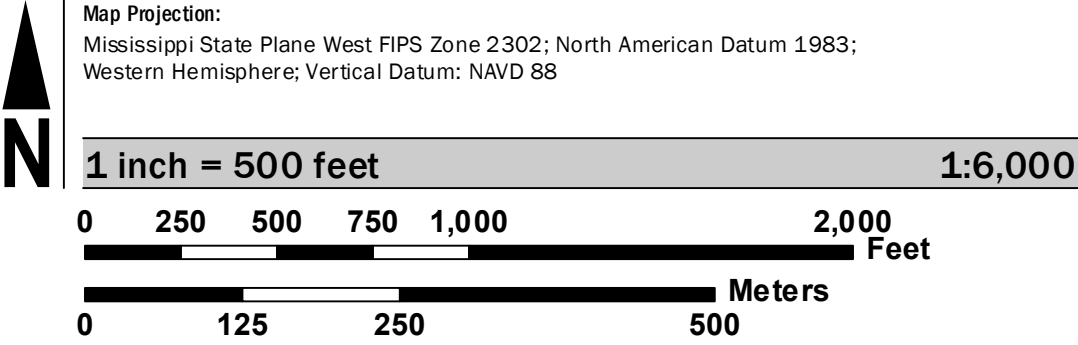 N
Map Projection:
Mississippi State Plane West FIPS Zone 2302; North American Datum 1983;
Western Hemisphere; Vertical Datum: NAVD 88
1 inch = 500 feet 1:6,000
0 250 500 750 1,000 2,000
Feet
Meters
0 125 250 500